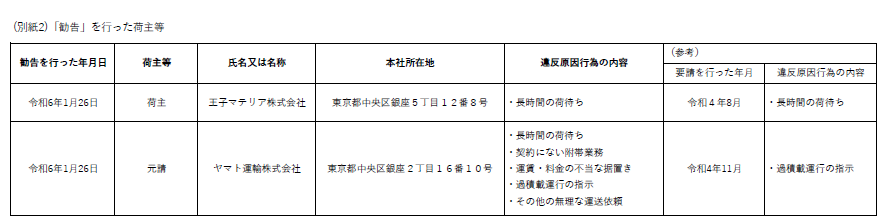 (別紙2)「勧告」を行った荷主等
勧告を行った年月日 荷主等 氏名又は名称 本社所在地 違反原因行為の内容 (参考)
要請を行った年月 違反原因行為の内容
令和6年1月26日 荷主 王子マテリア株式会社 東京都中央区銀座５丁目１２番８号 ・長時間の荷待ち 令和４年8月 ・長時間の荷待ち
令和6年1月26日 元請 ヤマト運輸株式会社 東京都中央区銀座２丁目１６番１０号 ・長時間の荷待ち
・契約にない附帯業務
・運賃・料金の不当な据置き
・過積載運行の指示
・その他の無理な運送依頼
令和4年11月 ・過積載運行の指示